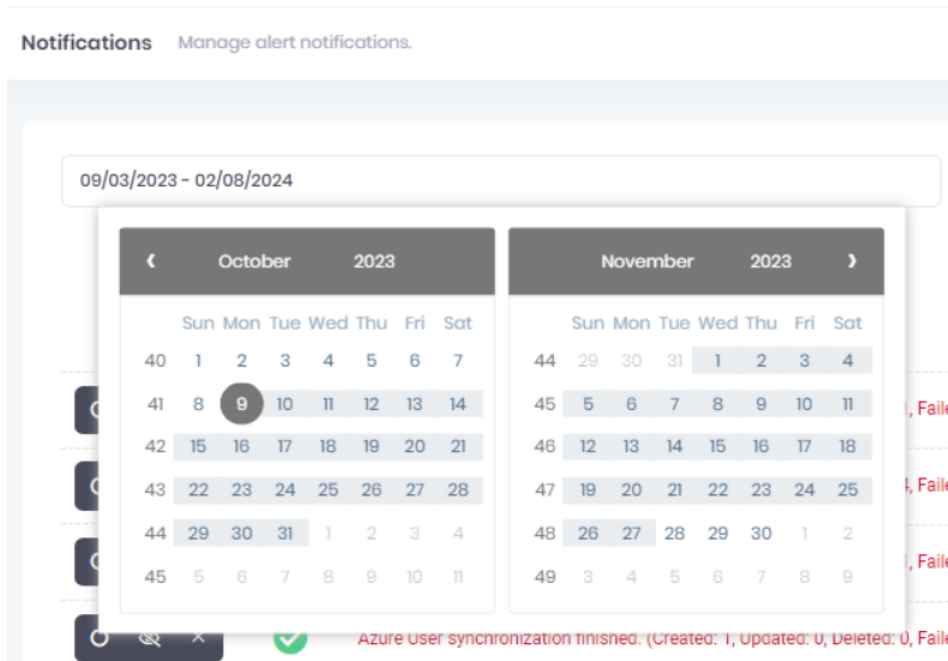 Notifications Manage alert notifications.
09/03/2023 - 02/08/2024
‹ October 2023
November 2023 ›
Sun Mon Tue Wed Thu Fri Sat
Sun Mon Tue Wed Thu Fri Sat
40 1 2 3 4 5 6 7
44 29 30 31 1 2 3 4
41 8 9 10 11 12 13 14
45 5 6 7 8 9 10 11
, Faile
42 15 16 17 18 19 20 21
46 12 13 14 15 16 17 18
43 22 23 24 25 26 27 28
47 19 20 21 22 23 24 25
, Faile
44 29 30 31 1 2 3 4
48 26 27 28 29 30 1 2
45 5 6 7 8 9 10 11
49 3 4 5 6 7 8 9
, Faile
Azure User synchronization finished. (Created: 1, Updated: 0, Deleted: 0, Faile